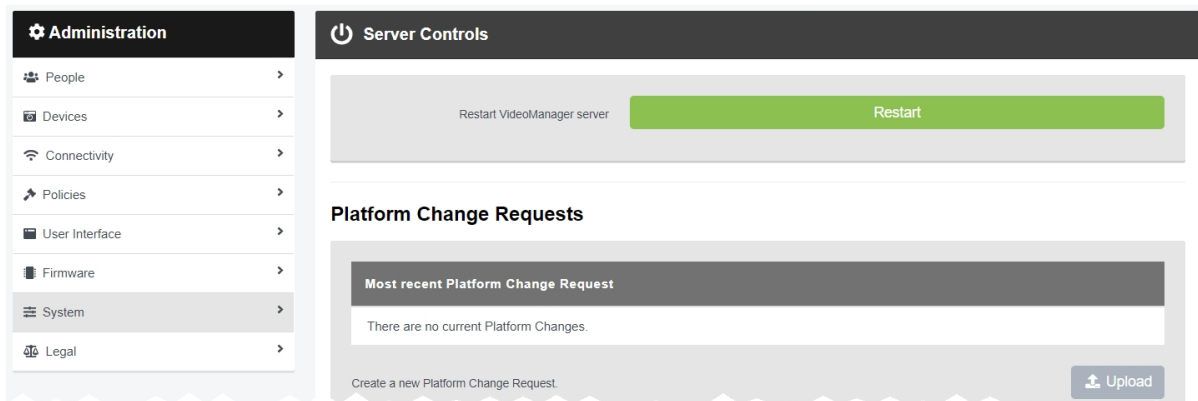 Administration
People
Devices
Connectivity
Policies
User Interface
Firmware
System
Legal
Server Controls
Restart VideoManager server
Restart
Platform Change Requests
Most recent Platform Change Request
There are no current Platform Changes.
Create a new Platform Change Request.
Upload